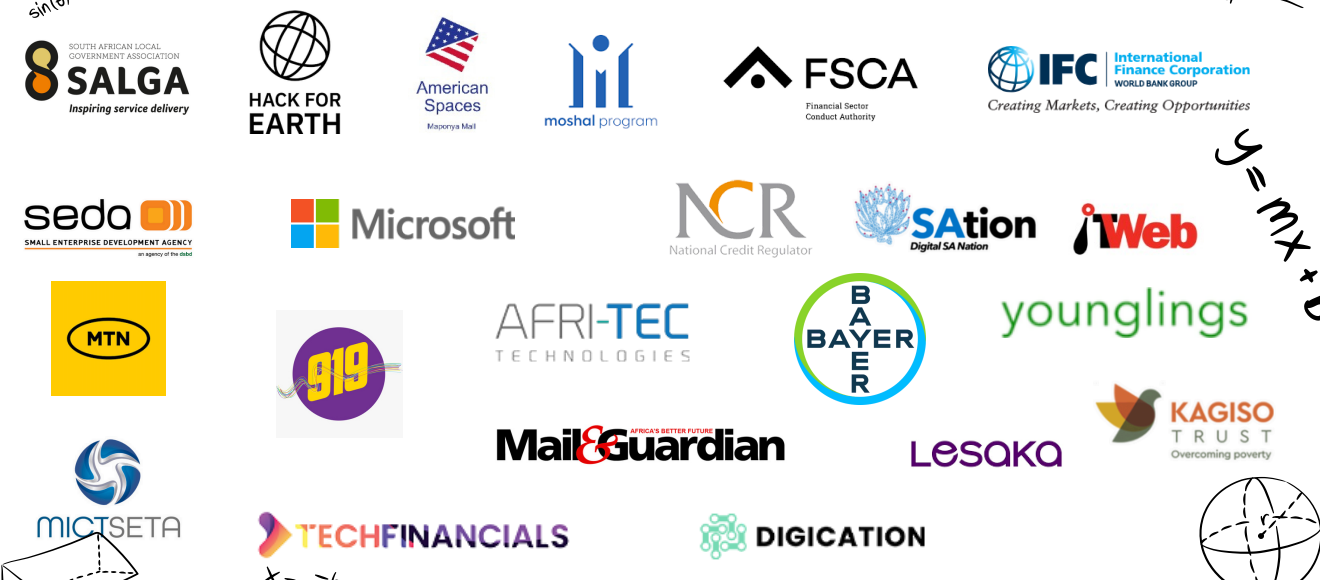 sin(θ)
SOUTH AFRICAN LOCAL
GOVERNMENT ASSOCIATION
SALGA
Inspiring service delivery
HACK FOR
EARTH
American
Spaces
Maponya Mall
moshal program
FSCA
Financial Sector
Conduct Authority
IFC
International
Finance Corporation
WORLD BANK GROUP
Creating Markets, Creating Opportunities
y = mx +
seda
SMALL ENTERPRISE DEVELOPMENT AGENCY
an agency of the dsbd
Microsoft
NCR
National Credit Regulator
SAtion
Digital SA Nation
iTWeb
MTN
919
AFRI-TEC
TECHNOLOGIES
BAYER
BAYER
younglings
Mail&Guardian
AFRICA'S BETTER FUTURE
LESAKA
KAGISO
TRUST
Overcoming poverty
MICTSETA
TECHFINANCIALS
DIGICATION
r